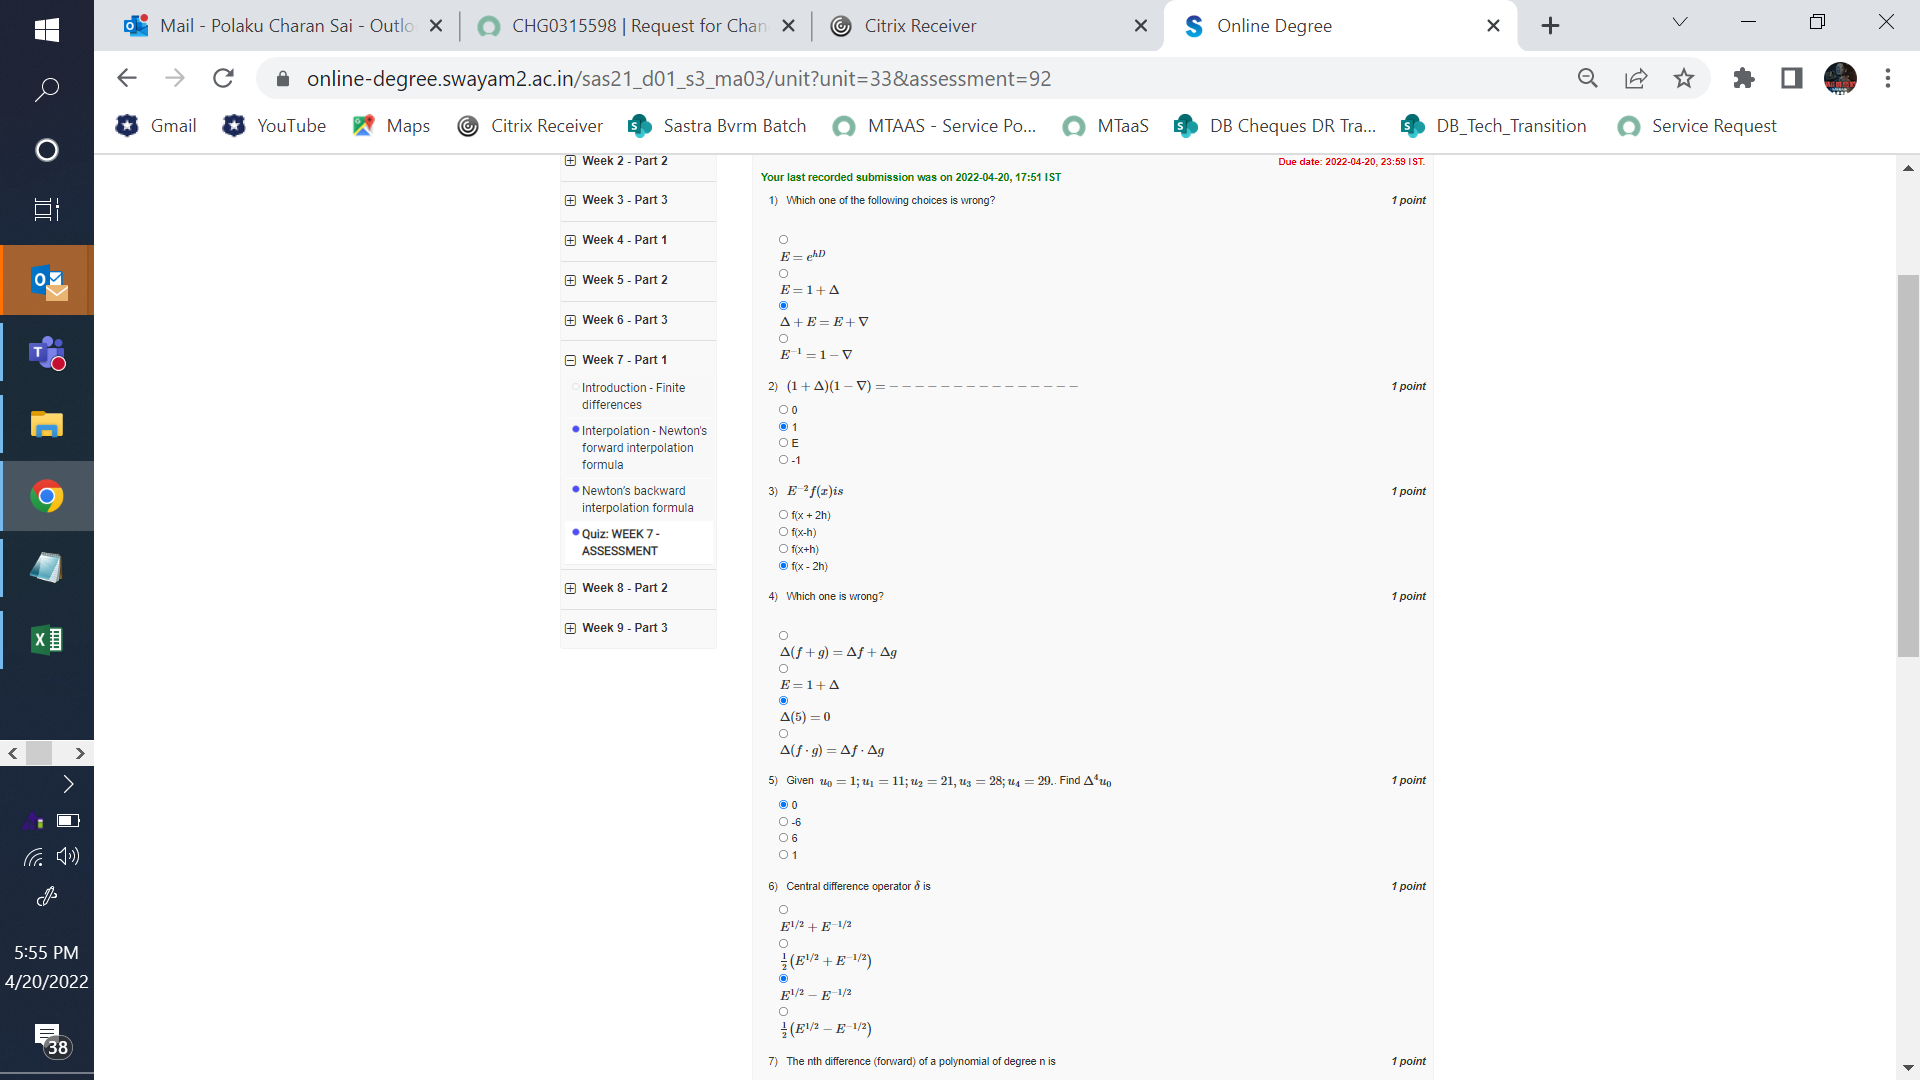 Mail - Polaku Charan Sai - Outlo
CHG0315598 | Request for Chan
Citrix Receiver
Online Degree
online-degree.swayam2.ac.in/sas21_d01_s3_ma03/unit?unit=33&assessment=92
Gmail
YouTube
Maps
Citrix Receiver
Sastra Bvrm Batch
MTAAS - Service Po...
MTaaS
DB Cheques DR Tra...
DB_Tech_Transition
Service Request
Week 2 - Part 2
Week 3 - Part 3
Week 4 - Part 1
Week 5 - Part 2
Week 6 - Part 3
Week 7 - Part 1
Introduction - Finite
differences
Interpolation - Newton's
forward interpolation
formula
Newton's backward
interpolation formula
Quiz: WEEK 7 -
ASSESSMENT
Week 8 - Part 2
Week 9 - Part 3
Due date: 2022-04-20, 23:59 IST.
Your last recorded submission was on 2022-04-20, 17:51 IST
1) Which one of the following choices is wrong? 1 point
E = e^{hD}
E = 1 + Δ
Δ + E = E + ∇
E^{-1} = 1 − ∇
2) (1 + Δ)(1 − ∇) = − − − − − − − − − − − − − − − 1 point
0
1
E
-1
3) E^{-2}f(x)is 1 point
f(x + 2h)
f(x-h)
f(x+h)
f(x - 2h)
4) Which one is wrong? 1 point
Δ(f + g) = Δf + Δg
E = 1 + Δ
Δ(5) = 0
Δ(f · g) = Δf · Δg
5) Given u₀ = 1; u₁ = 11; u₂ = 21, u₃ = 28; u₄ = 29.. Find Δ⁴u₀ 1 point
0
-6
6
1
6) Central difference operator δ is 1 point
E^{1/2} + E^{-1/2}
½(E^{1/2} + E^{-1/2})
E^{1/2} − E^{-1/2}
½(E^{1/2} − E^{-1/2})
7) The nth difference (forward) of a polynomial of degree n is 1 point
5:55 PM
4/20/2022
38